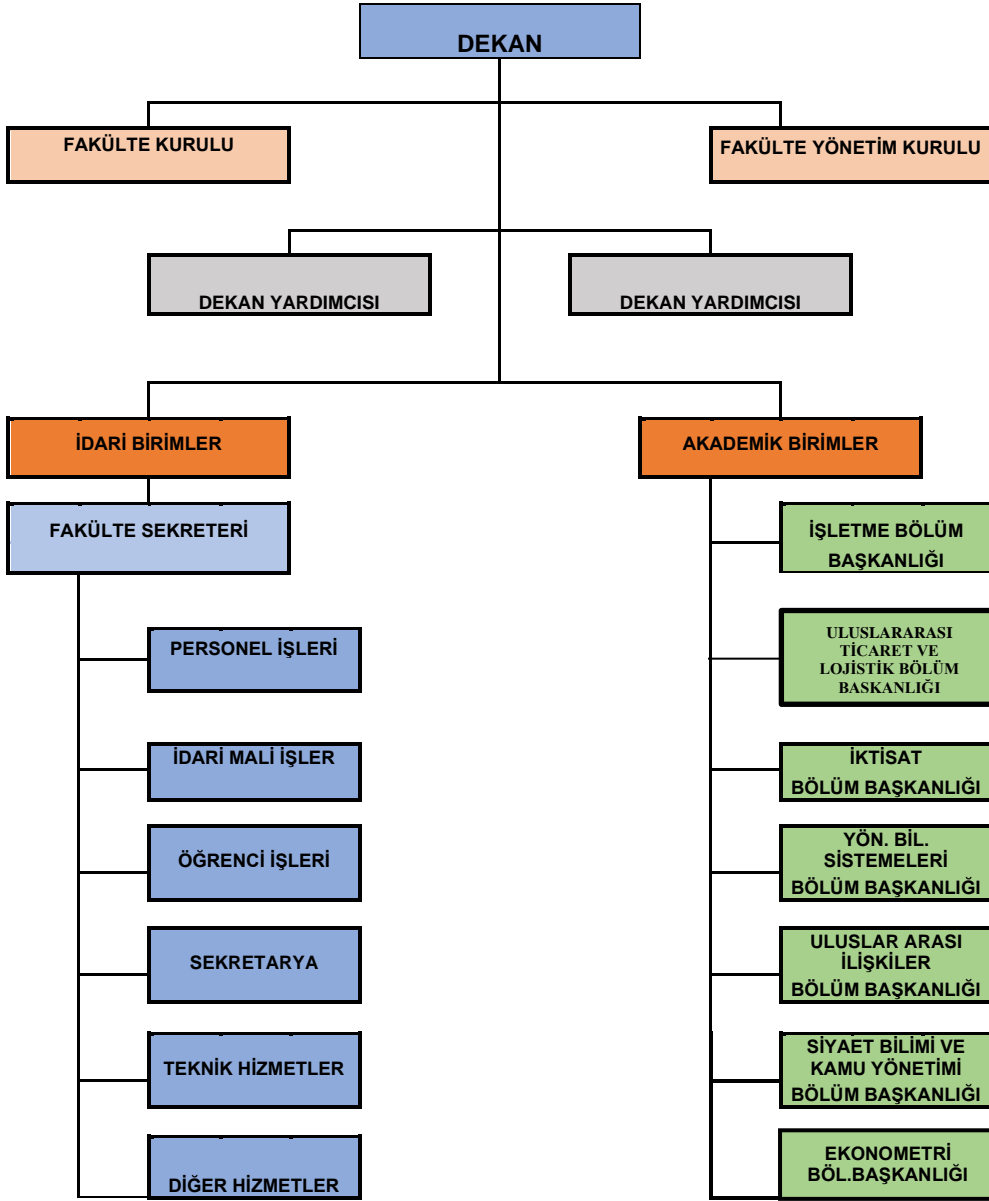 DEKAN
FAKÜLTE KURULU
FAKÜLTE YÖNETİM KURULU
DEKAN YARDIMCISI
DEKAN YARDIMCISI
İDARİ BİRİMLER
AKADEMİK BİRİMLER
FAKÜLTE SEKRETERİ
İŞLETME BÖLÜM
BAŞKANLIĞI
PERSONEL İŞLERİ
ULUSLARARASI
TİCARET VE
LOJİSTİK BÖLÜM
BASKANLIĞI
İDARİ MALİ İŞLER
İKTİSAT
BÖLÜM BAŞKANLIĞI
ÖĞRENCİ İŞLERİ
YÖN. BİL.
SİSTEMELERİ
BÖLÜM BAŞKANLIĞI
SEKRETARYA
ULUSLAR ARASI
İLİŞKİLER
BÖLÜM BAŞKANLIĞI
TEKNİK HİZMETLER
SİYAET BİLİMİ VE
KAMU YÖNETİMİ
BÖLÜM BAŞKANLIĞI
DİĞER HİZMETLER
EKONOMETRİ
BÖL.BAŞKANLIĞI